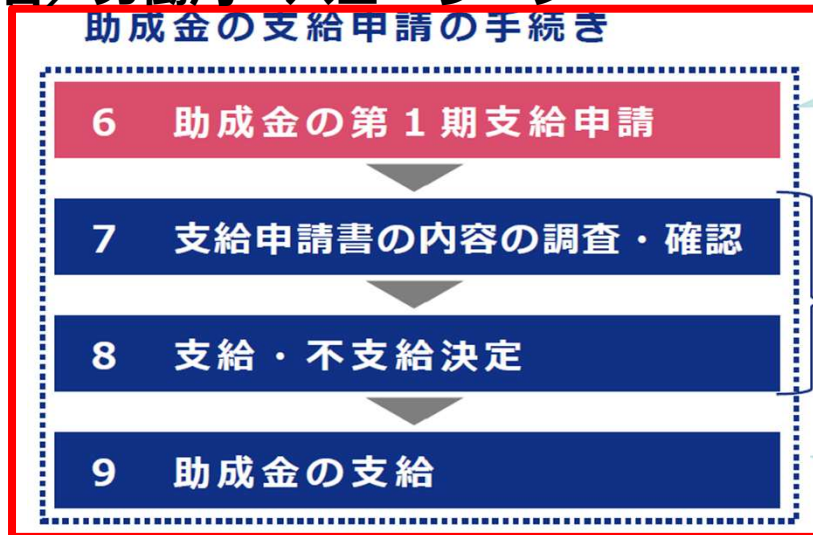 助成金の支給申請の手続き
6 助成金の第１期支給申請
7 支給申請書の内容の調査・確認
8 支給・不支給決定
9 助成金の支給